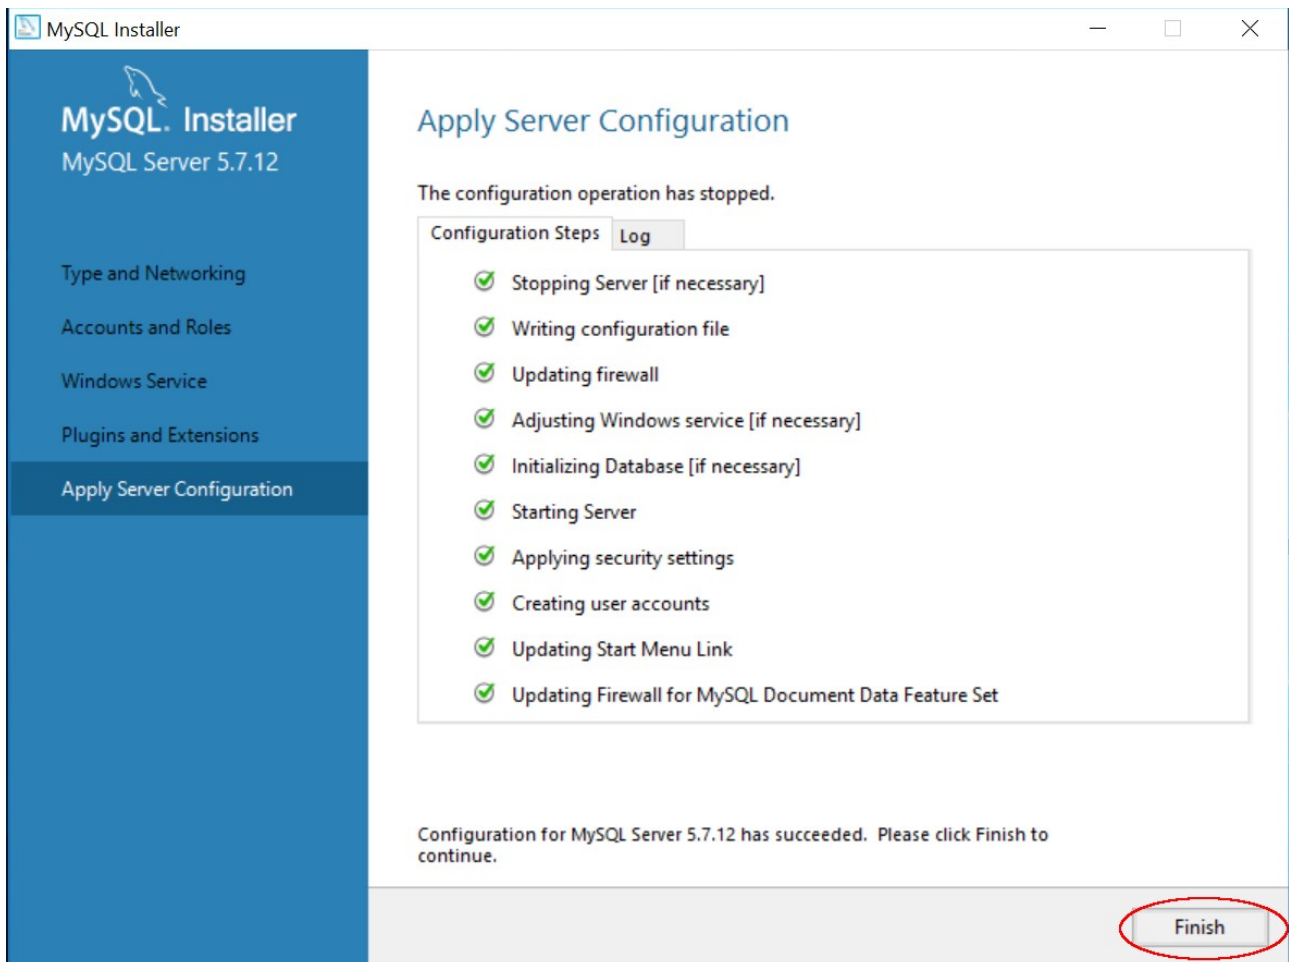 MySQL Installer
MySQL. Installer
MySQL Server 5.7.12
Type and Networking
Accounts and Roles
Windows Service
Plugins and Extensions
Apply Server Configuration
Apply Server Configuration
The configuration operation has stopped.
Configuration Steps Log
Stopping Server [if necessary]
Writing configuration file
Updating firewall
Adjusting Windows service [if necessary]
Initializing Database [if necessary]
Starting Server
Applying security settings
Creating user accounts
Updating Start Menu Link
Updating Firewall for MySQL Document Data Feature Set
Configuration for MySQL Server 5.7.12 has succeeded. Please click Finish to
continue.
Finish